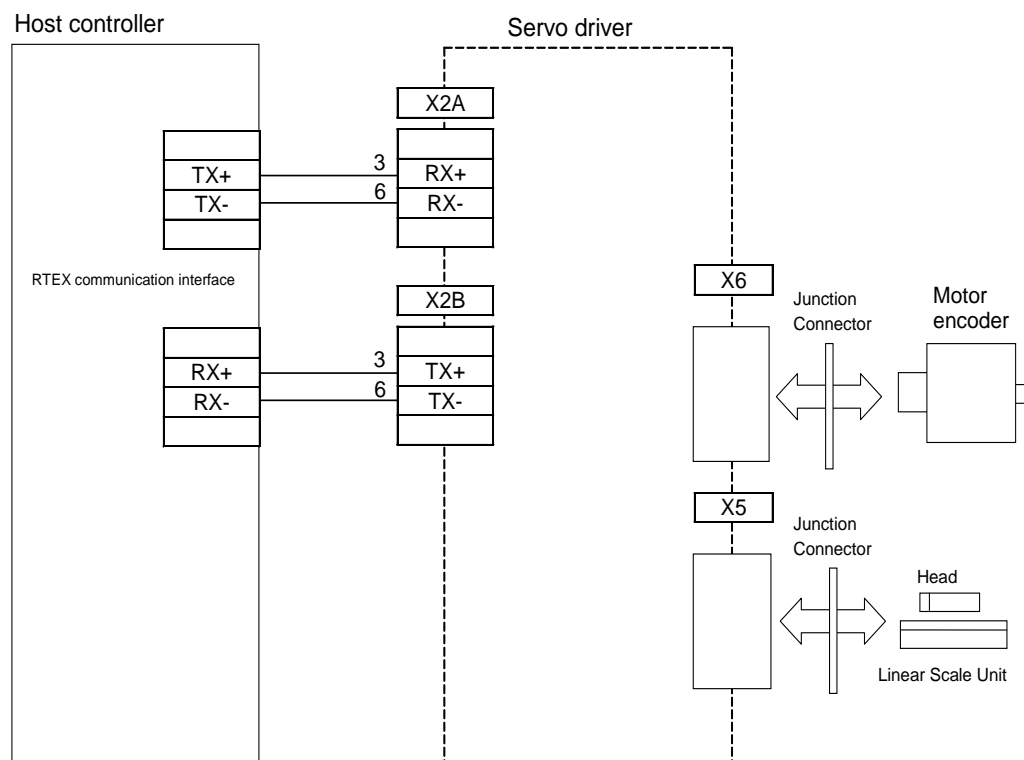 Host controller
Servo driver
X2A
TX+
3
RX+
TX-
6
RX-
RTEX communication interface
X2B
RX+
3
TX+
RX-
6
TX-
X6
Junction
Connector
Motor
encoder
X5
Junction
Connector
Head
Linear Scale Unit